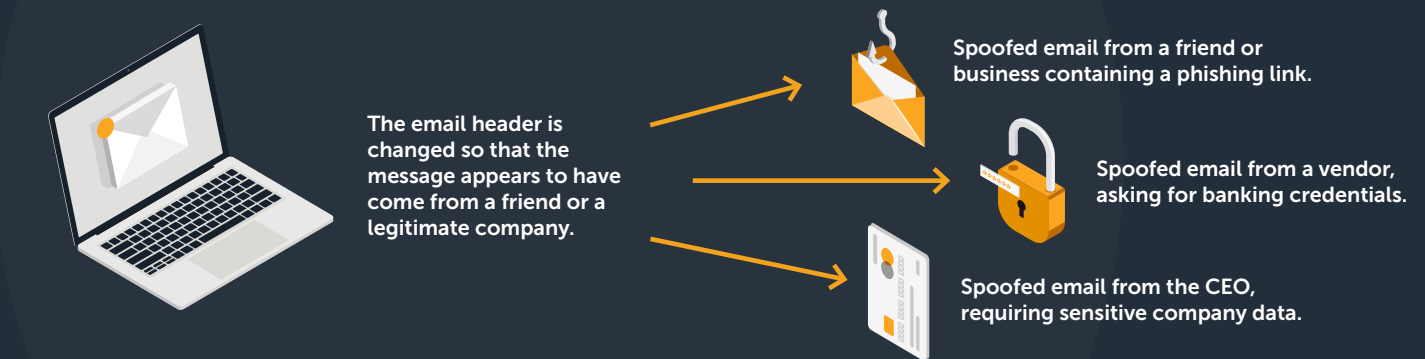 The email header is
changed so that the
message appears to have
come from a friend or a
legitimate company.
Spoofed email from a friend or
business containing a phishing link.
Spoofed email from a vendor,
asking for banking credentials.
Spoofed email from the CEO,
requiring sensitive company data.